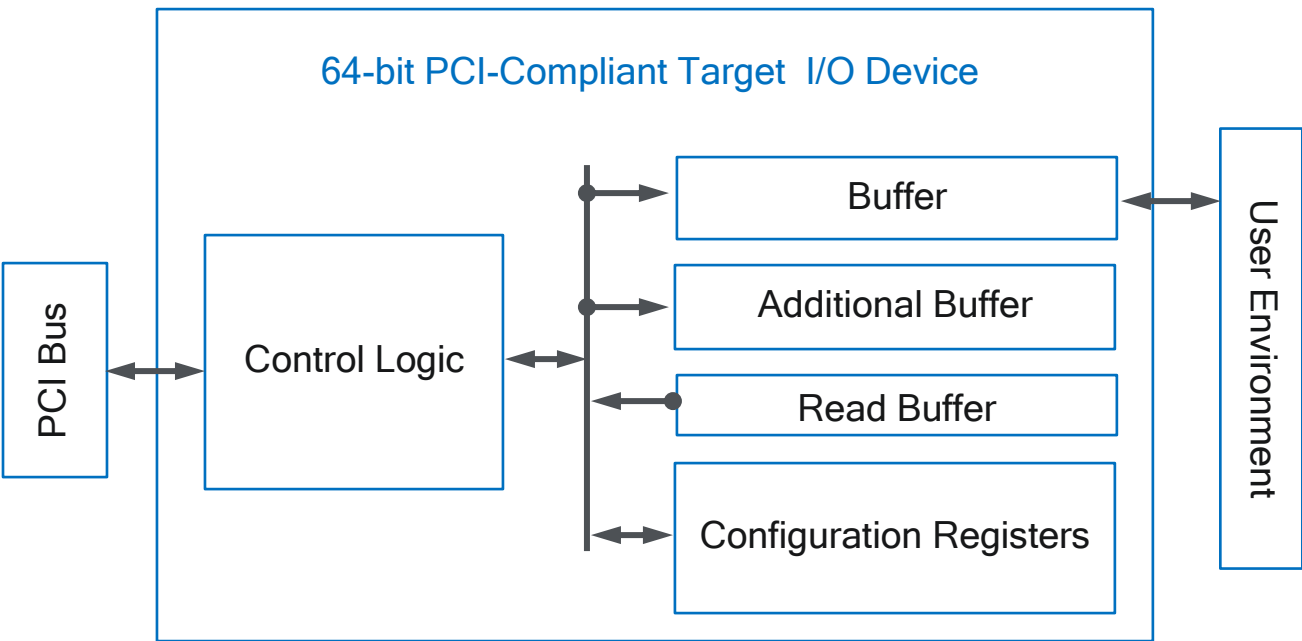 64-bit PCI-Compliant Target I/O Device
PCI Bus
Control Logic
Buffer
Additional Buffer
Read Buffer
Configuration Registers
User Environment